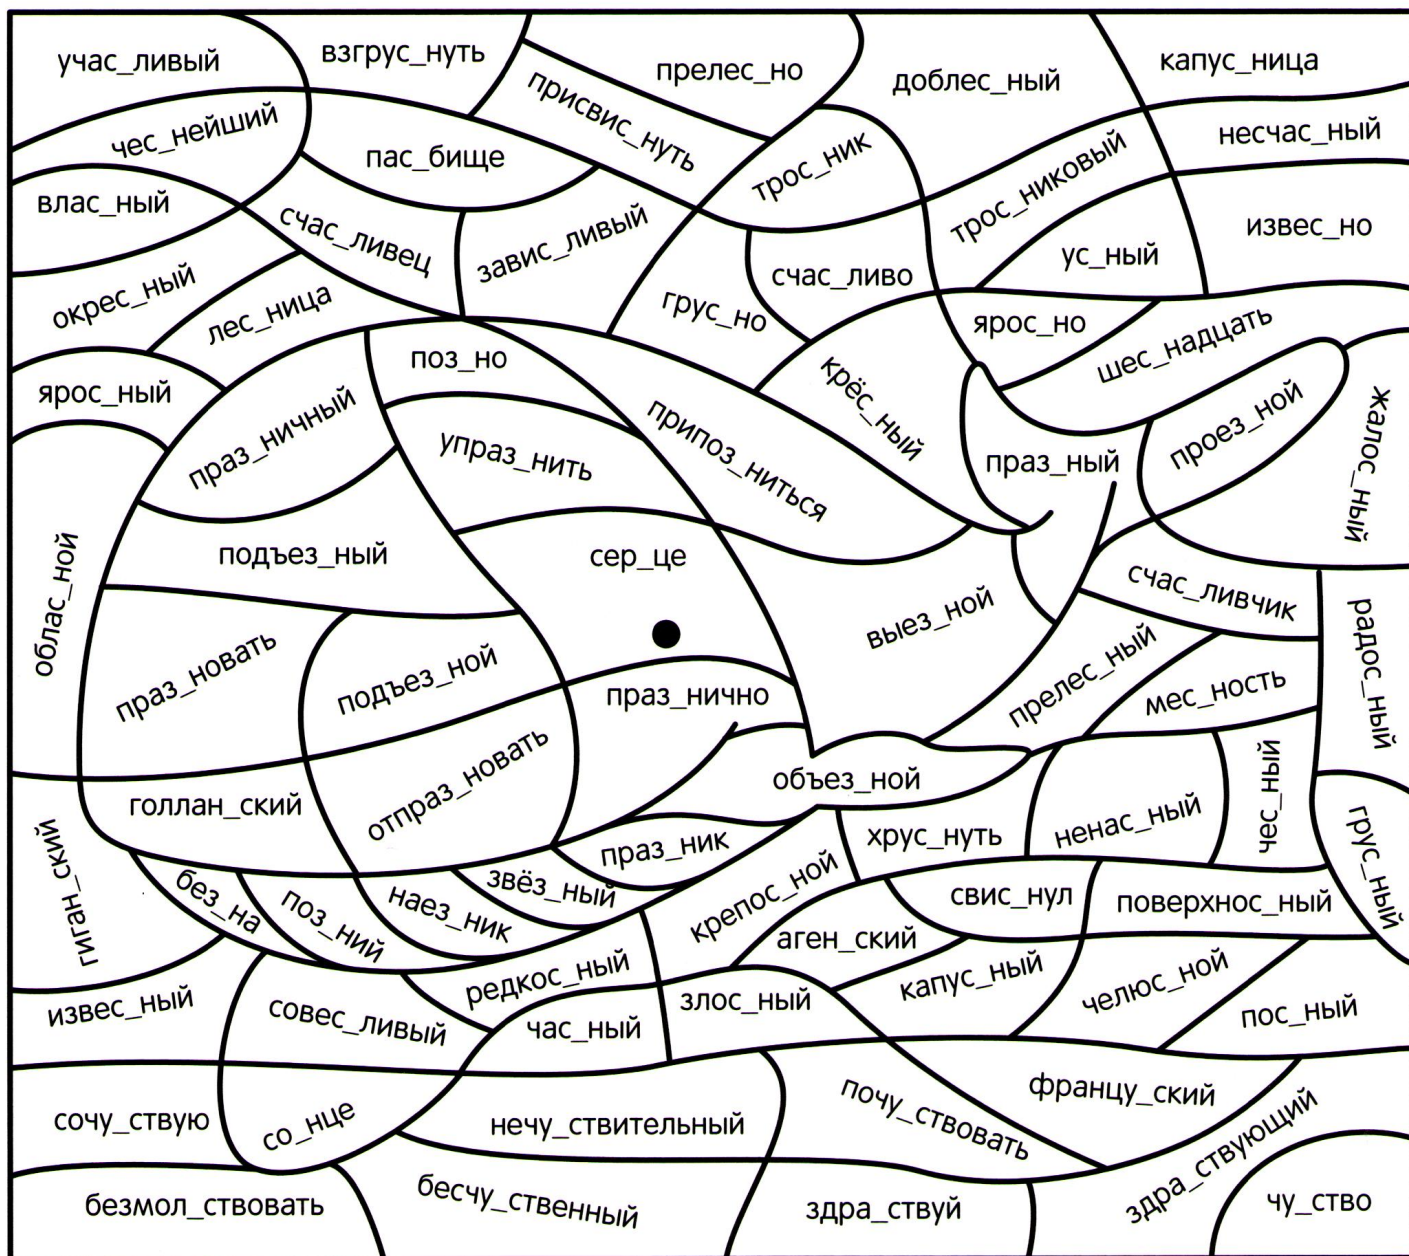 учас_ливый
взгрус_нуть
прелес_но
доблес_ный
капус_ница
чес_нейший
пас_бище
присвис_нуть
трос_ник
трос_никовый
несчас_ный
влас_ный
счас_ливец
завис_ливый
счас_ливо
ус_ный
извес_но
окрес_ный
лес_ница
грус_но
ярос_но
шес_надцать
ярос_ный
праз_ничный
поз_но
упраз_нить
припоз_ниться
крёс_ный
праз_ный
проез_ной
жалос_ный
облас_ной
подъез_ный
сер_це
выез_ной
счас_ливчик
радос_ный
праз_новать
подъез_ной
праз_нично
прелес_ный
мес_ность
голлан_ский
отпраз_новать
объез_ной
хрус_нуть
ненас_ный
чес_ный
грус_ный
гиган_ский
без_на
поз_ний
наез_ник
звёз_ный
праз_ник
крепос_ной
аген_ский
свис_нул
поверхнос_ный
извес_ный
совес_ливый
редкос_ный
час_ный
злос_ный
капус_ный
челюс_ной
пос_ный
сочу_ствую
со_нце
нечу_ствительный
почу_ствовать
францу_ский
здра_ствующий
безмол_ствовать
бесчу_ственный
здра_ствуй
чу_ство